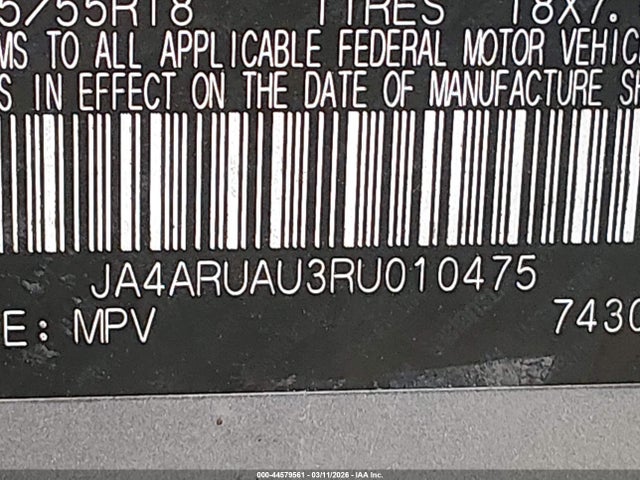 5/55R18 TIRES 18X7.
MS TO ALL APPLICABLE FEDERAL MOTOR VEHIC
S IN EFFECT ON THE DATE OF MANUFACTURE SH
JA4ARUAU3RU010475
E: MPV 7430
000-44579561 - 03/11/2026 - IAA Inc.